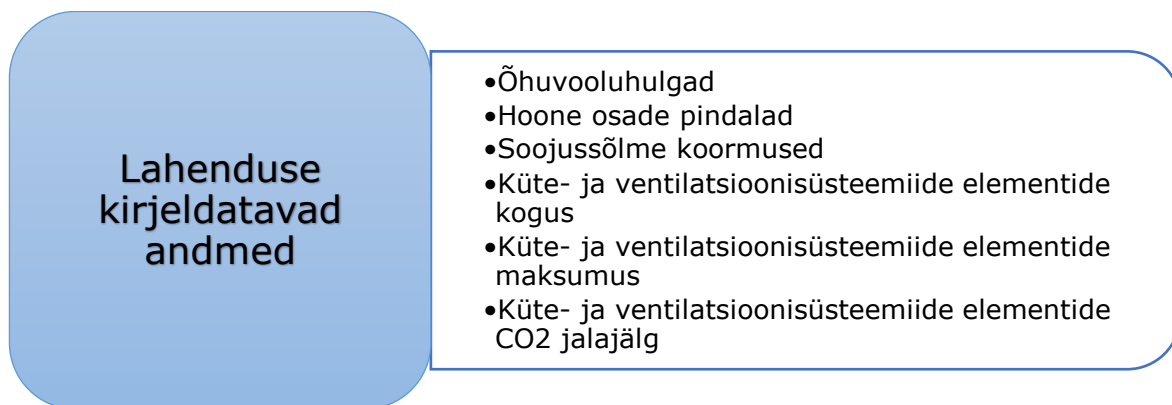 Lahenduse
kirjeldatavad
andmed
•Õhuvooluhulgad
•Hoone osade pindalad
•Soojussõlme koormused
•Küte- ja ventilatsioonisüsteemiide elementide
kogus
•Küte- ja ventilatsioonisüsteemiide elementide
maksumus
•Küte- ja ventilatsioonisüsteemiide elementide
CO2 jalajälg